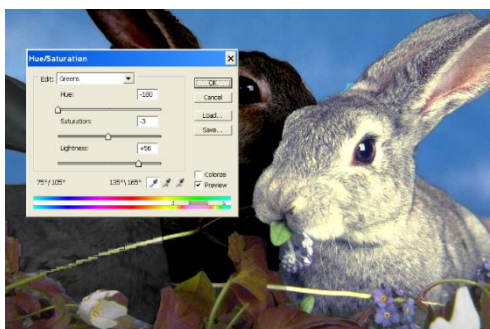 Hue/Saturation
Edit: Greens
OK
Hue: -180
Cancel
Saturation: -3
Load...
Save...
Lightness: +56
Colorize
75°/105° 135°\165° Preview